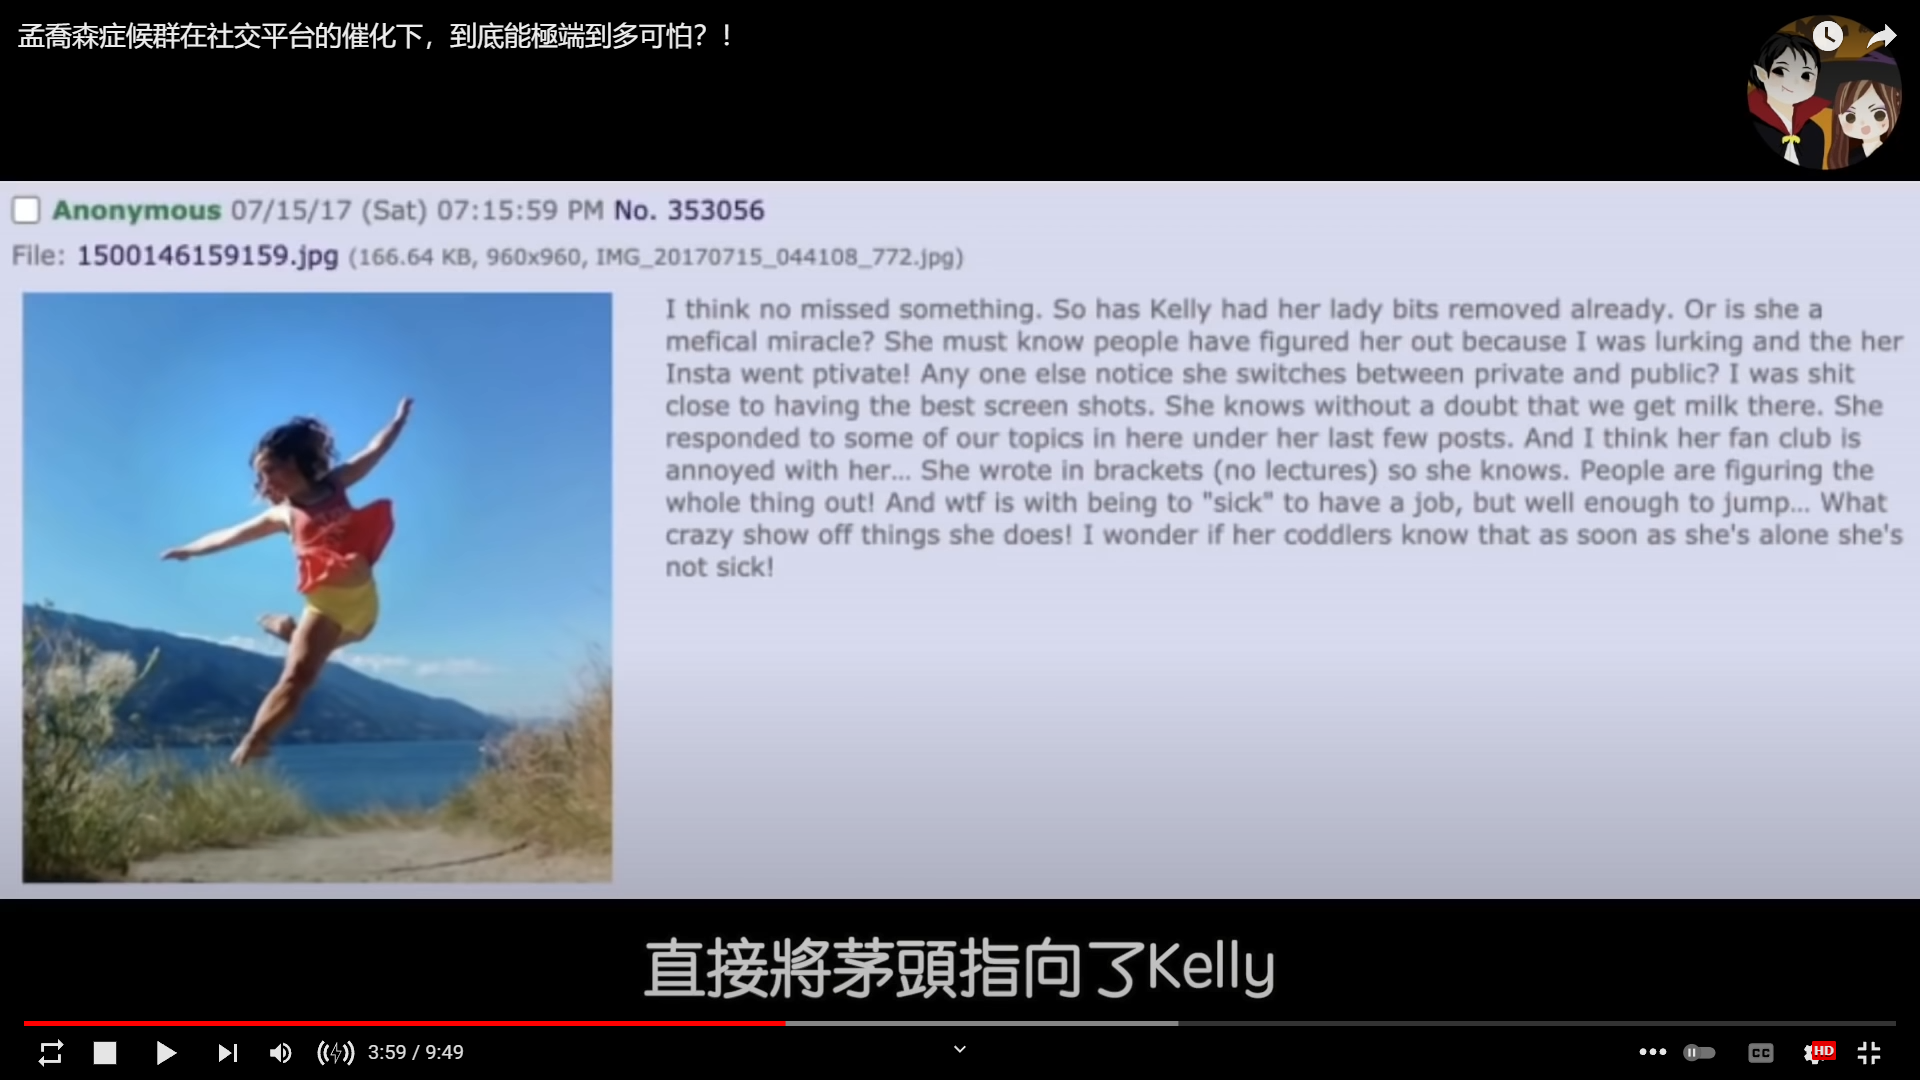 孟喬森症候群在社交平台的催化下，到底能極端到多可怕？！
Anonymous 07/15/17 (Sat) 07:15:59 PM No. 353056
File: 1500146159159.jpg (166.64 KB, 960x960, IMG_20170715_044108_772.jpg)
I think no missed something. So has Kelly had her lady bits removed already. Or is she a
mefical miracle? She must know people have figured her out because I was lurking and the her
Insta went ptivate! Any one else notice she switches between private and public? I was shit
close to having the best screen shots. She knows without a doubt that we get milk there. She
responded to some of our topics in here under her last few posts. And I think her fan club is
annoyed with her... She wrote in brackets (no lectures) so she knows. People are figuring the
whole thing out! And wtf is with being to "sick" to have a job, but well enough to jump... What
crazy show off things she does! I wonder if her coddlers know that as soon as she's alone she's
not sick!
直接將茅頭指向了Kelly
3:59 / 9:49
CC
HD